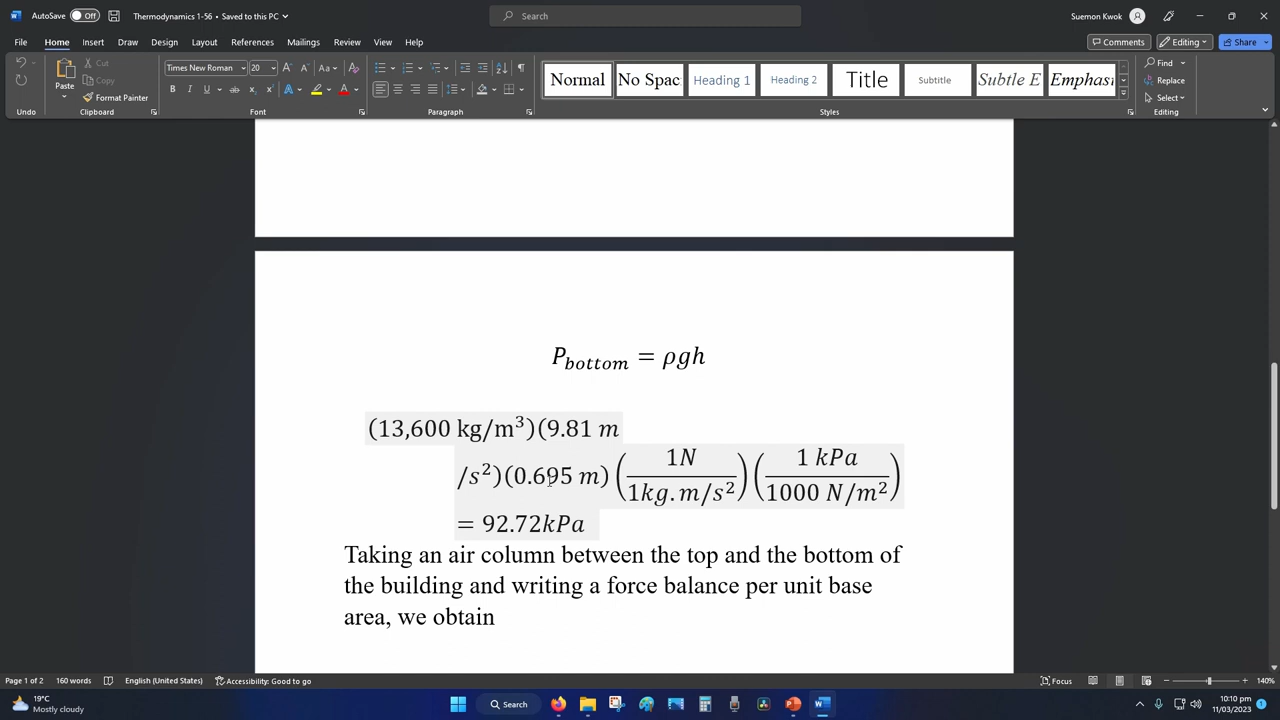 AutoSave Off Thermodynamics 1-56 • Saved to this PC Search Suemon Kwok
File Home Insert Draw Design Layout References Mailings Review View Help Comments Editing Share
Paste Cut Copy Format Painter Times New Roman 20 Normal No Spac Heading 1 Heading 2 Title Subtitle Subtle E Emphasi Find Replace Select
Undo Clipboard Font Paragraph Styles Editing
P_bottom = ρgh
(13,600 kg/m³)(9.81 m
/s²)(0.695 m)(1N/1kg.m/s²)(1 kPa/1000 N/m²)
= 92.72kPa
Taking an air column between the top and the bottom of
the building and writing a force balance per unit base
area, we obtain
Page 1 of 2 160 words English (United States) Accessibility: Good to go Focus 140%
19°C
Mostly cloudy
Search
10:10 pm
11/03/2023